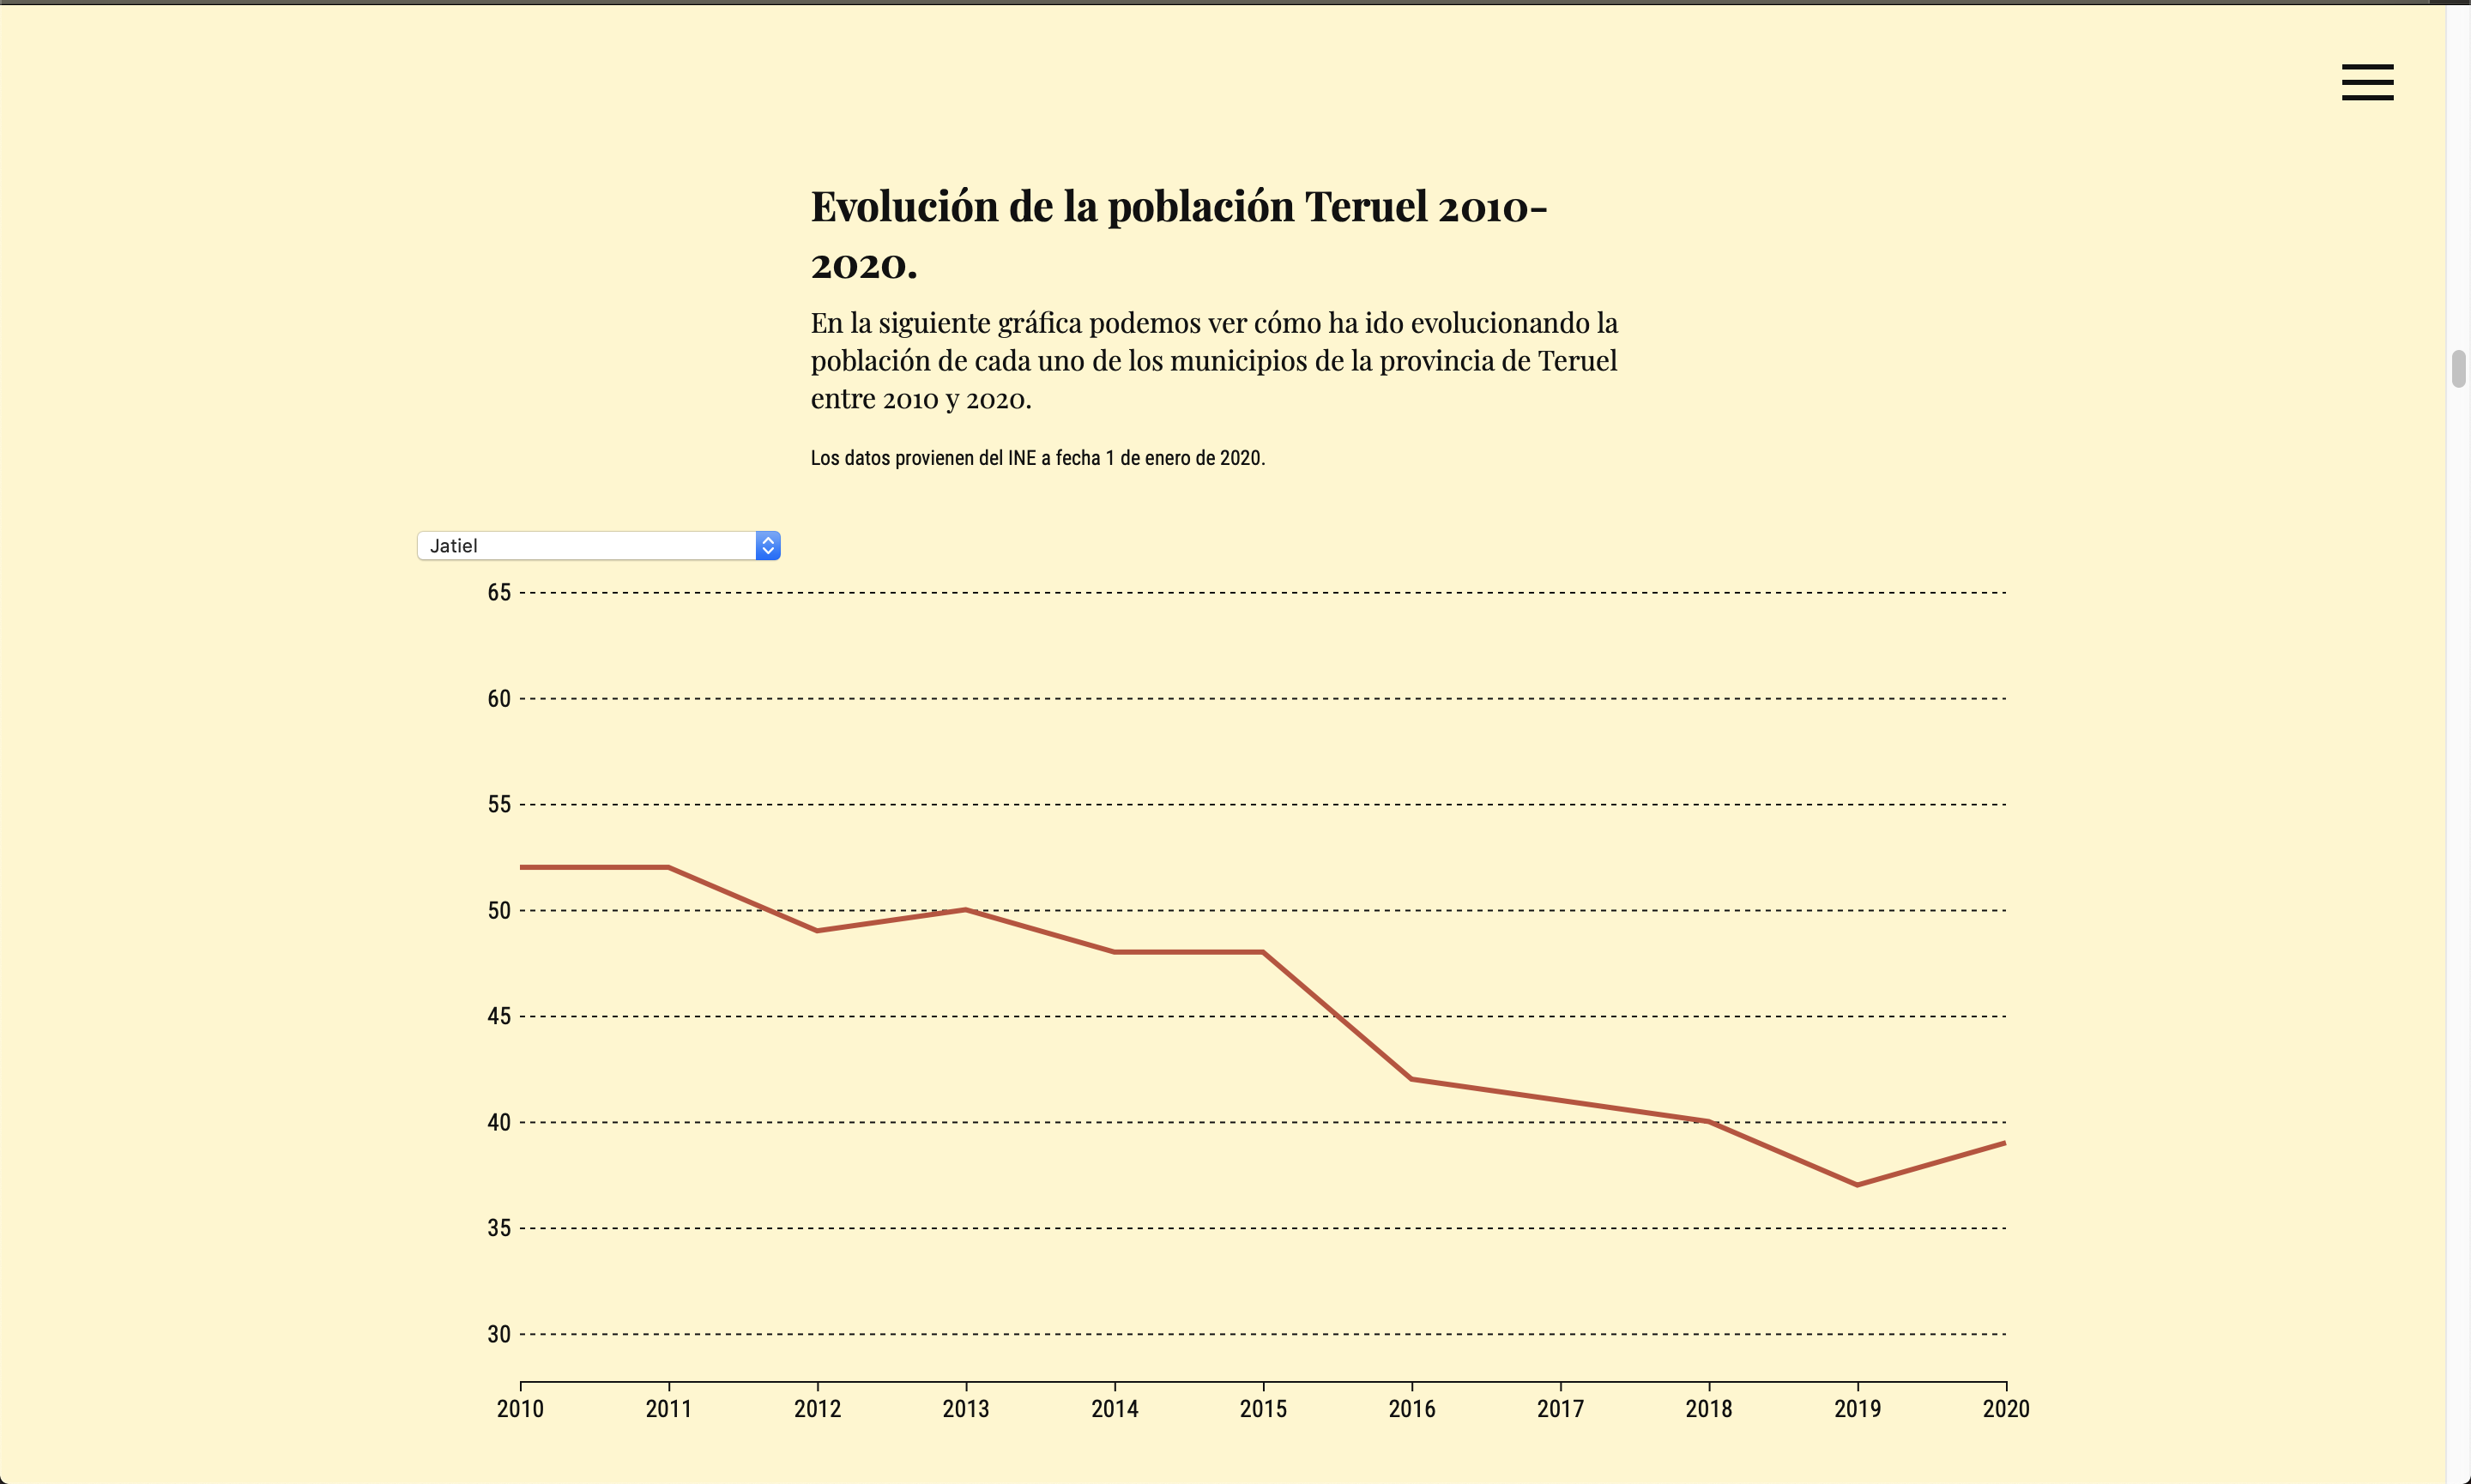 Evolución de la población Teruel 2010-
2020.
En la siguiente gráfica podemos ver cómo ha ido evolucionando la
población de cada uno de los municipios de la provincia de Teruel
entre 2010 y 2020.
Los datos provienen del INE a fecha 1 de enero de 2020.
Jatiel
65
60
55
50
45
40
35
30
2010 2011 2012 2013 2014 2015 2016 2017 2018 2019 2020